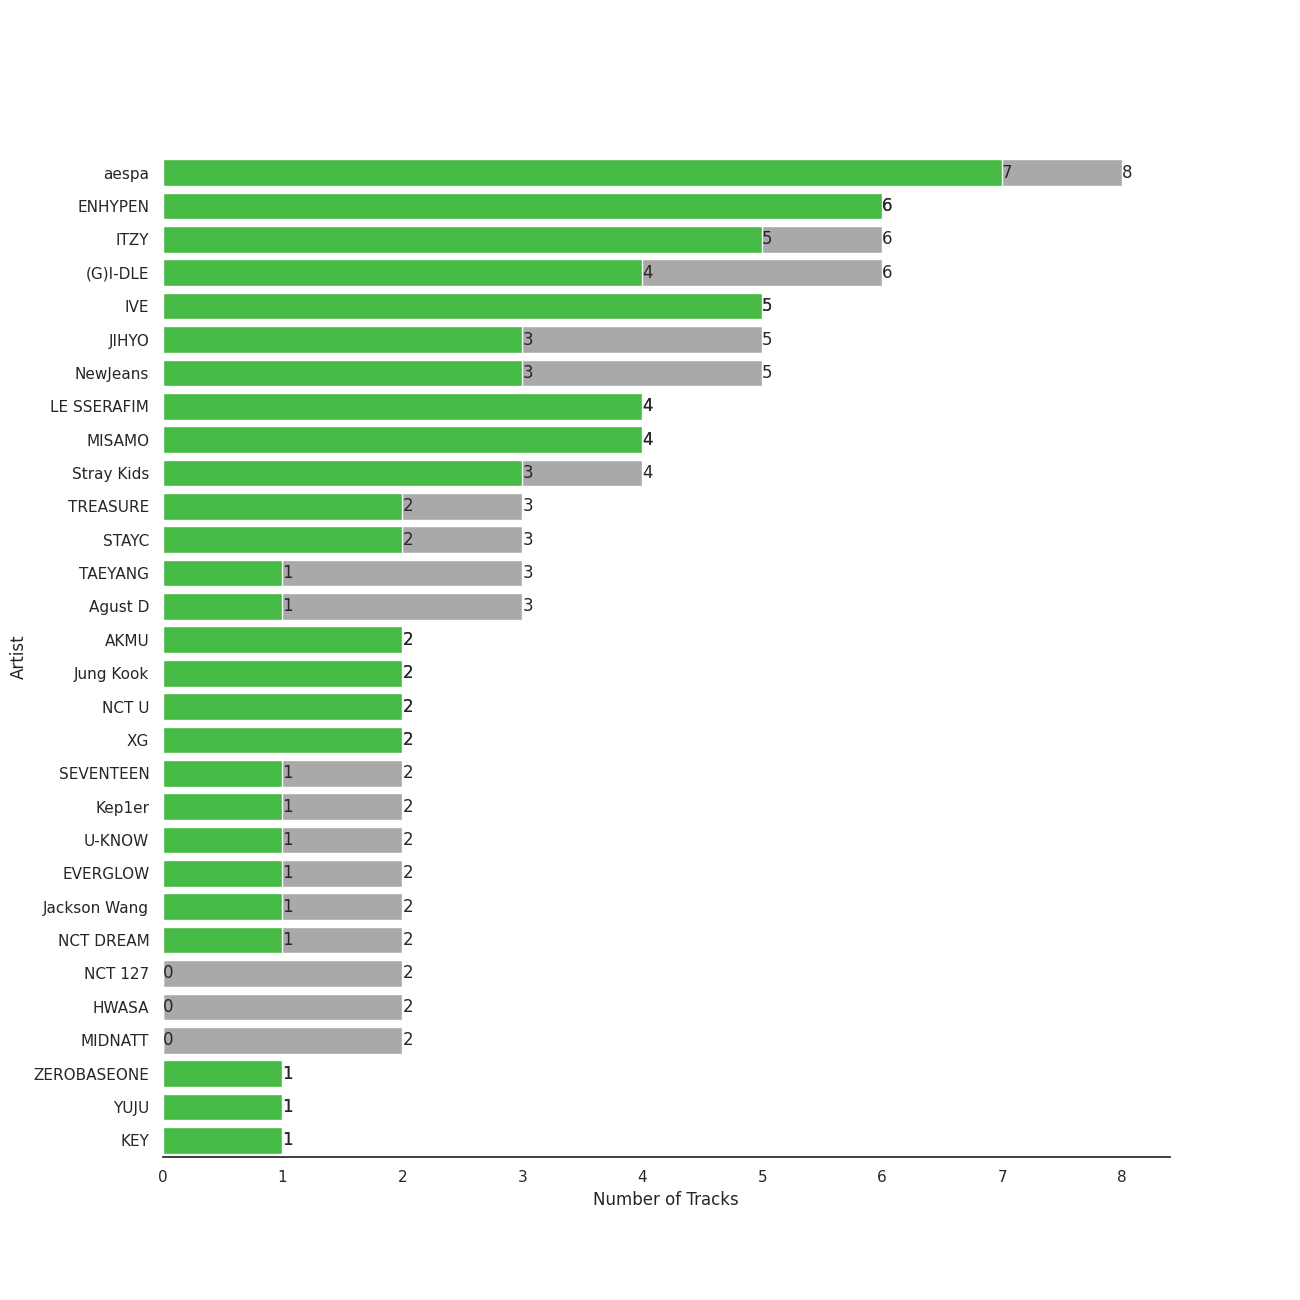 aespa 7 8
ENHYPEN 6
ITZY 5 6
(G)I-DLE 4 6
IVE 5
JIHYO 3 5
NewJeans 3 5
LE SSERAFIM 4
MISAMO 4
Stray Kids 3 4
TREASURE 2 3
STAYC 2 3
TAEYANG 1 3
Agust D 1 3
AKMU 2
Jung Kook 2
NCT U 2
XG 2
SEVENTEEN 1 2
Kep1er 1 2
U-KNOW 1 2
EVERGLOW 1 2
Jackson Wang 1 2
NCT DREAM 1 2
NCT 127 0 2
HWASA 0 2
MIDNATT 0 2
ZEROBASEONE 1
YUJU 1
KEY 1
0 1 2 3 4 5 6 7 8
Number of Tracks
Artist